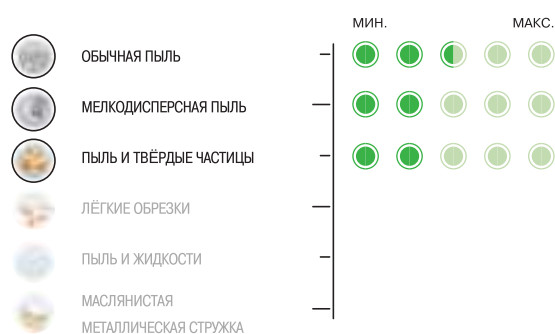 МИН. МАКС.
ОБЫЧНАЯ ПЫЛЬ
МЕЛКОДИСПЕРСНАЯ ПЫЛЬ
ПЫЛЬ И ТВЁРДЫЕ ЧАСТИЦЫ
ЛЁГКИЕ ОБРЕЗКИ
ПЫЛЬ И ЖИДКОСТИ
МАСЛЯНИСТАЯ
МЕТАЛЛИЧЕСКАЯ СТРУЖКА